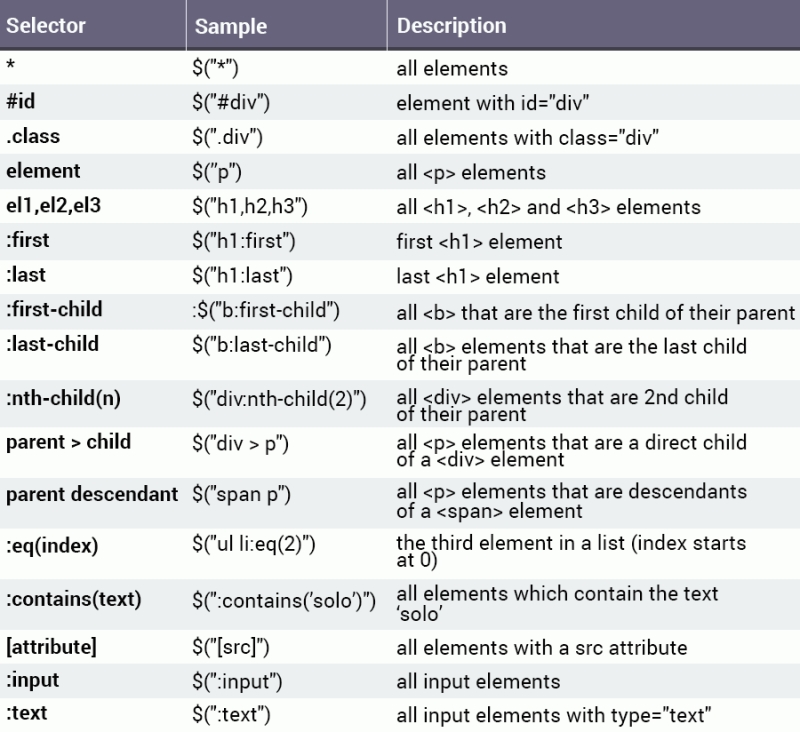 Selector Sample Description
* $("*") all elements
#id $("#div") element with id="div"
.class $(".div") all elements with class="div"
element $("p") all <p> elements
el1,el2,el3 $("h1,h2,h3") all <h1>, <h2> and <h3> elements
:first $("h1:first") first <h1> element
:last $("h1:last") last <h1> element
:first-child :$("b:first-child") all <b> that are the first child of their parent
:last-child $("b:last-child") all <b> elements that are the last child
of their parent
:nth-child(n) $("div:nth-child(2)") all <div> elements that are 2nd child
of their parent
parent > child $("div > p") all <p> elements that are a direct child
of a <div> element
parent descendant $("span p") all <p> elements that are descendants
of a <span> element
:eq(index) $("ul li:eq(2)") the third element in a list (index starts
at 0)
:contains(text) $(":contains('solo')") all elements which contain the text
‘solo’
[attribute] $("[src]") all elements with a src attribute
:input $(":input") all input elements
:text $(":text") all input elements with type="text"